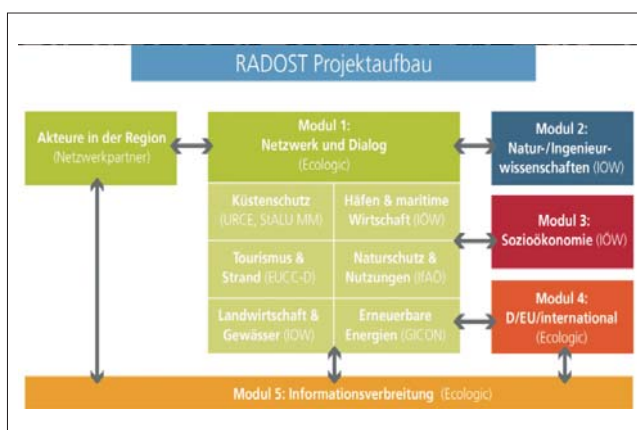 RADOST Projektaufbau
Akteure in der Region
(Netzwerkpartner)
Modul 1:
Netzwerk und Dialog
(Ecologic)
Modul 2:
Natur-/Ingenieur-
wissenschaften (IOW)
Küstenschutz
(URCE, StALU MM)
Häfen & maritime
Wirtschaft (IÖW)
Modul 3:
Sozioökonomie (IÖW)
Tourismus &
Strand (EUCC-D)
Naturschutz &
Nutzungen (IfAÖ)
Landwirtschaft &
Gewässer (IOW)
Erneuerbare
Energien (GICON)
Modul 4:
D/EU/international
(Ecologic)
Modul 5: Informationsverbreitung (Ecologic)